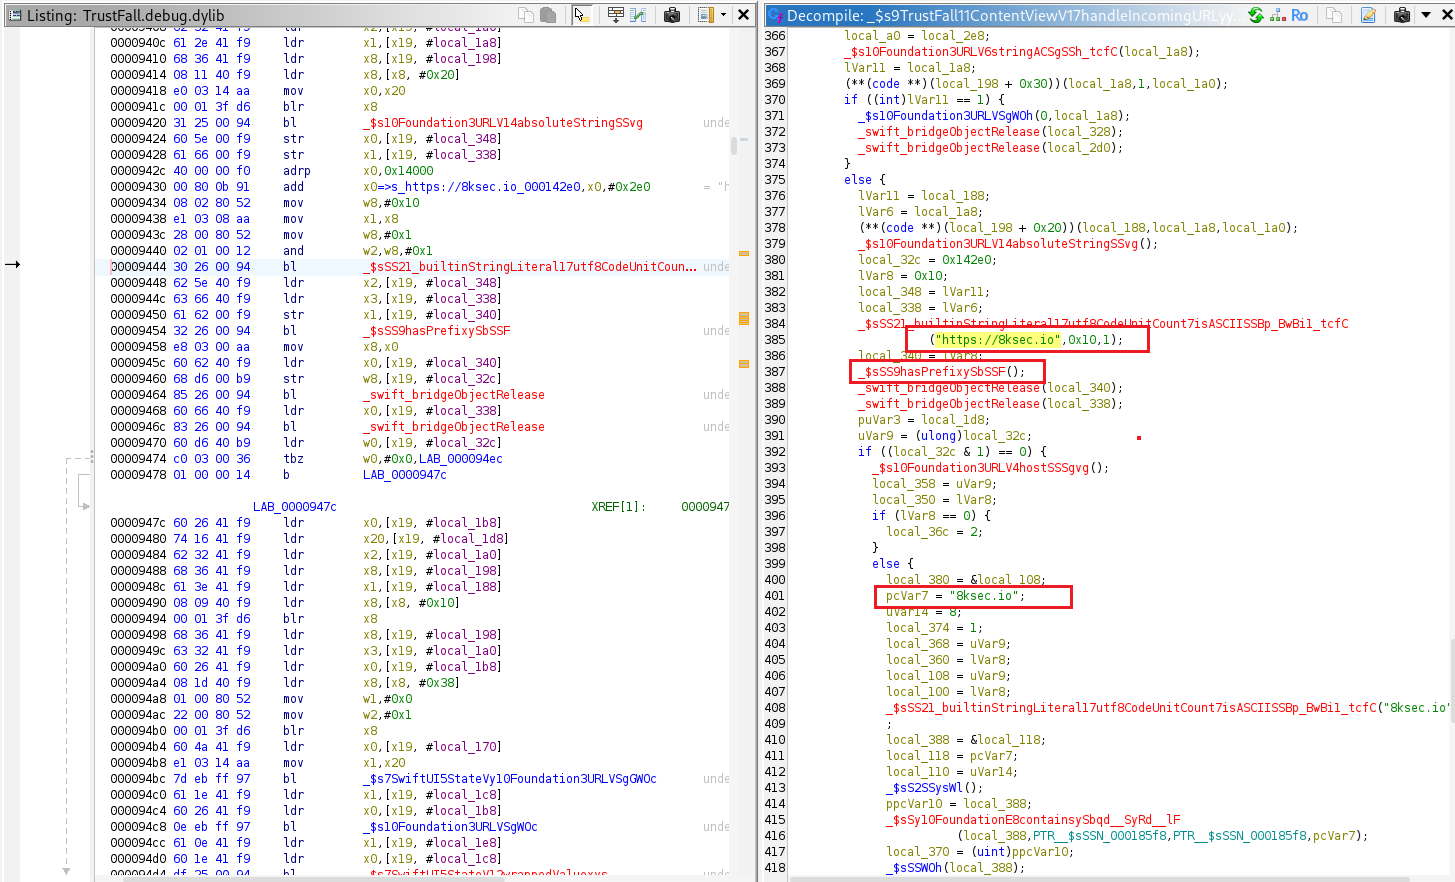 Listing: TrustFall.debug.dylib
0000940c 61 2e 41 f9 ldr x1,[x19, #local_1a8]
00009410 68 36 41 f9 ldr x8,[x19, #local_198]
00009414 08 11 40 f9 ldr x8,[x8, #0x20]
00009418 e0 03 14 aa mov x0,x20
0000941c 00 01 3f d6 blr x8
00009420 31 25 00 94 bl _$s10Foundation3URLV14absoluteStringSSvg unde
00009424 60 5e 00 f9 str x0,[x19, #local_348]
00009428 61 66 00 f9 str x1,[x19, #local_338]
0000942c 40 00 00 f0 adrp x0,0x14000
00009430 00 80 0b 91 add x0=>s_https://8ksec.io_000142e0,x0,#0x2e0 = "h
00009434 08 02 80 52 mov w8,#0x10
00009438 e1 03 08 aa mov x1,x8
0000943c 28 00 80 52 mov w8,#0x1
00009440 02 01 00 12 and w2,w8,#0x1
00009444 30 26 00 94 bl _$sSS21_builtinStringLiteral17utf8CodeUnitCoun... unde
00009448 62 5e 40 f9 ldr x2,[x19, #local_348]
0000944c 63 66 40 f9 ldr x3,[x19, #local_338]
00009450 61 62 00 f9 str x1,[x19, #local_340]
00009454 32 26 00 94 bl _$sSS9hasPrefixySbSSF unde
00009458 e8 03 00 aa mov x8,x0
0000945c 60 62 40 f9 ldr x0,[x19, #local_340]
00009460 68 d6 00 b9 str w8,[x19, #local_32c]
00009464 85 26 00 94 bl _swift_bridgeObjectRelease unde
00009468 60 66 40 f9 ldr x0,[x19, #local_338]
0000946c 83 26 00 94 bl _swift_bridgeObjectRelease unde
00009470 60 d6 40 b9 ldr w0,[x19, #local_32c]
00009474 c0 03 00 36 tbz w0,#0x0,LAB_000094ec
00009478 01 00 00 14 b LAB_0000947c
LAB_0000947c XREF[1]: 0000947
0000947c 60 26 41 f9 ldr x0,[x19, #local_1b8]
00009480 74 16 41 f9 ldr x20,[x19, #local_1d8]
00009484 62 32 41 f9 ldr x2,[x19, #local_1a0]
00009488 68 36 41 f9 ldr x8,[x19, #local_198]
0000948c 61 3e 41 f9 ldr x1,[x19, #local_188]
00009490 08 09 40 f9 ldr x8,[x8, #0x10]
00009494 00 01 3f d6 blr x8
00009498 68 36 41 f9 ldr x8,[x19, #local_198]
0000949c 63 32 41 f9 ldr x3,[x19, #local_1a0]
000094a0 60 26 41 f9 ldr x0,[x19, #local_1b8]
000094a4 08 1d 40 f9 ldr x8,[x8, #0x38]
000094a8 01 00 80 52 mov w1,#0x0
000094ac 22 00 80 52 mov w2,#0x1
000094b0 00 01 3f d6 blr x8
000094b4 60 4a 41 f9 ldr x0,[x19, #local_170]
000094b8 e1 03 14 aa mov x1,x20
000094bc 7d eb ff 97 bl _$s7SwiftUI5StateVy10Foundation3URLVSgGWOc unde
000094c0 61 1e 41 f9 ldr x1,[x19, #local_1c8]
000094c4 60 26 41 f9 ldr x0,[x19, #local_1b8]
000094c8 0e eb ff 97 bl _$s10Foundation3URLVSgWOc unde
000094cc 61 0e 41 f9 ldr x1,[x19, #local_1e8]
000094d0 60 1e 41 f9 ldr x0,[x19, #local_1c8]
Decompile: _$s9TrustFall11ContentViewV17handleIncomingURLyy...
366 local_a0 = local_2e8;
367 _$s10Foundation3URLV6stringACSgSSh_tcfC(local_1a8);
368 lVar11 = local_1a8;
369 (**(code **)(local_198 + 0x30))(local_1a8,1,local_1a0);
370 if ((int)lVar11 == 1) {
371 _$s10Foundation3URLVSgWOh(0,local_1a8);
372 _swift_bridgeObjectRelease(local_328);
373 _swift_bridgeObjectRelease(local_2d0);
374 }
375 else {
376 lVar11 = local_188;
377 lVar6 = local_1a8;
378 (**(code **)(local_198 + 0x20))(local_188,local_1a8,local_1a0);
379 _$s10Foundation3URLV14absoluteStringSSvg();
380 local_32c = 0x142e0;
381 lVar8 = 0x10;
382 local_348 = lVar11;
383 local_338 = lVar6;
384 _$sSS21_builtinStringLiteral17utf8CodeUnitCount7isASCIISSBp_BwBi1_tcfC
385 ("https://8ksec.io",0x10,1);
386 local_340 = lVar8;
387 _$sSS9hasPrefixySbSSF();
388 _swift_bridgeObjectRelease(local_340);
389 _swift_bridgeObjectRelease(local_338);
390 puVar3 = local_1d8;
391 uVar9 = (ulong)local_32c;
392 if ((local_32c & 1) == 0) {
393 _$s10Foundation3URLV4hostSSSgvg();
394 local_358 = uVar9;
395 local_350 = lVar8;
396 if (lVar8 == 0) {
397 local_36c = 2;
398 }
399 else {
400 local_380 = &local_108;
401 pcVar7 = "8ksec.io";
402 uVar14 = 8;
403 local_374 = 1;
404 local_368 = uVar9;
405 local_360 = lVar8;
406 local_108 = uVar9;
407 local_100 = lVar8;
408 _$sSS21_builtinStringLiteral17utf8CodeUnitCount7isASCIISSBp_BwBi1_tcfC("8ksec.io"
409 ;
410 local_388 = &local_118;
411 local_118 = pcVar7;
412 local_110 = uVar14;
413 _$sS2SSysWl();
414 ppcVar10 = local_388;
415 _$sSy10FoundationE8containsySbqd__SyRd__lF
416 (local_388,PTR__$sSSN_000185f8,PTR__$sSSN_000185f8,pcVar7);
417 local_370 = (uint)ppcVar10;
418 _$sSSWOh(local_388);